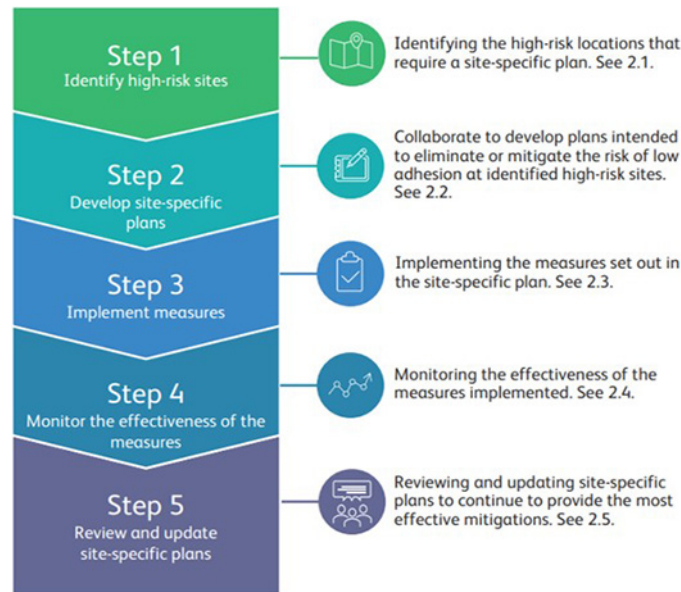 Step 1
Identify high-risk sites
Identifying the high-risk locations that
require a site-specific plan. See 2.1.
Step 2
Develop site-specific
plans
Collaborate to develop plans intended
to eliminate or mitigate the risk of low
adhesion at identified high-risk sites.
See 2.2.
Step 3
Implement measures
Implementing the measures set out in
the site-specific plan. See 2.3.
Step 4
Monitor the effectiveness of the
measures
Monitoring the effectiveness of the
measures implemented. See 2.4.
Step 5
Review and update
site-specific plans
Reviewing and updating site-specific
plans to continue to provide the most
effective mitigations. See 2.5.